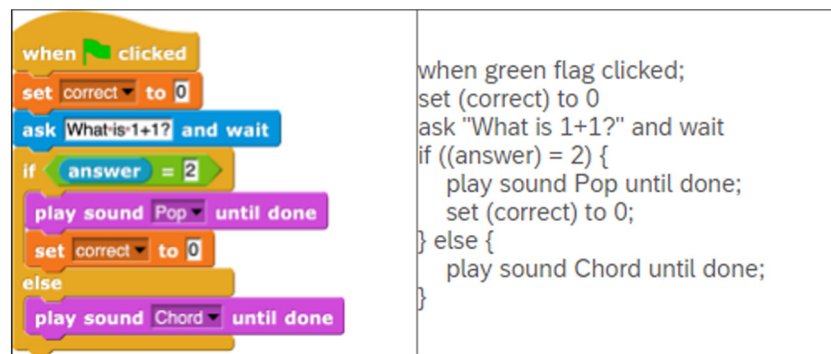 when clicked
set correct to 0
ask What is 1+1? and wait
if answer = 2
play sound Pop until done
set correct to 0
else
play sound Chord until done
when green flag clicked;
set (correct) to 0
ask "What is 1+1?" and wait
if ((answer) = 2) {
play sound Pop until done;
set (correct) to 0;
} else {
play sound Chord until done;
}